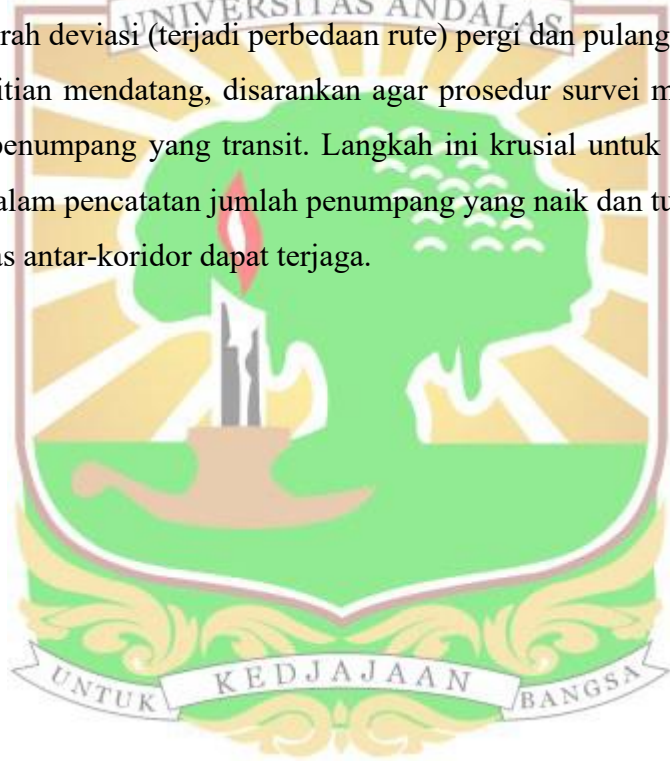 UNIVERSITAS ANDALAS
rah deviasi (terjadi perbedaan rute) pergi dan pulang
itian mendatang, disarankan agar prosedur survei m
penumpang yang transit. Langkah ini krusial untuk
alam pencatatan jumlah penumpang yang naik dan tu
as antar-koridor dapat terjaga.
UNTUK KEDJAJAAN BANGSA